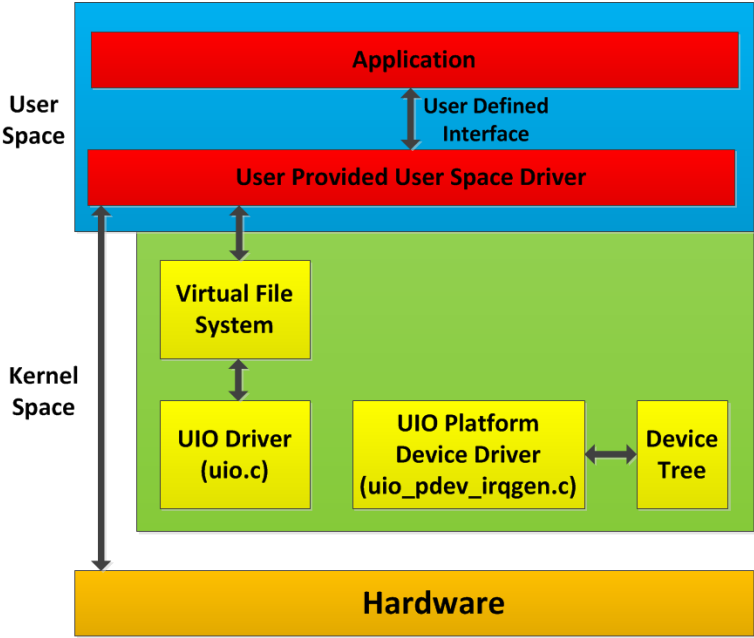 Application
User
Space
User Defined
Interface
User Provided User Space Driver
Virtual File
System
Kernel
Space
UIO Driver
(uio.c)
UIO Platform
Device Driver
(uio_pdev_irqgen.c)
Device
Tree
Hardware